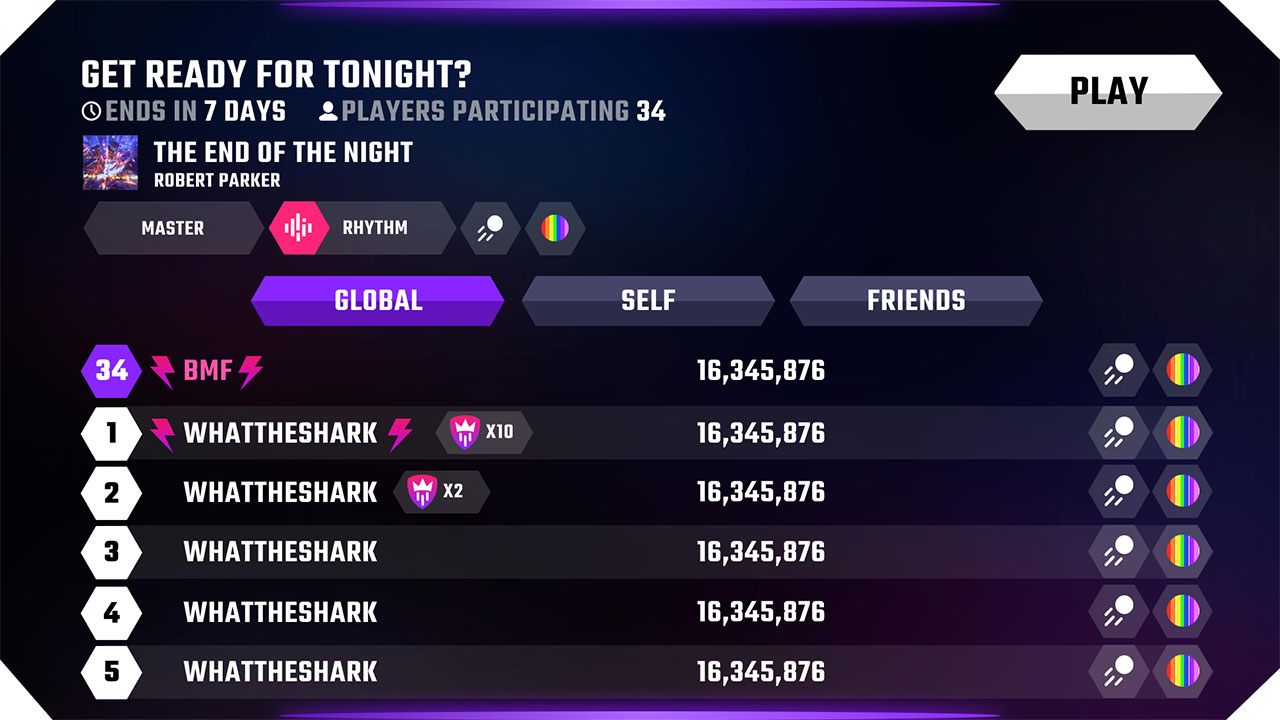 GET READY FOR TONIGHT?
ENDS IN 7 DAYS PLAYERS PARTICIPATING 34
PLAY
THE END OF THE NIGHT
ROBERT PARKER
MASTER RHYTHM
GLOBAL SELF FRIENDS
34 BMF 16,345,876
1 WHATTHESHARK X10 16,345,876
2 WHATTHESHARK X2 16,345,876
3 WHATTHESHARK 16,345,876
4 WHATTHESHARK 16,345,876
5 WHATTHESHARK 16,345,876